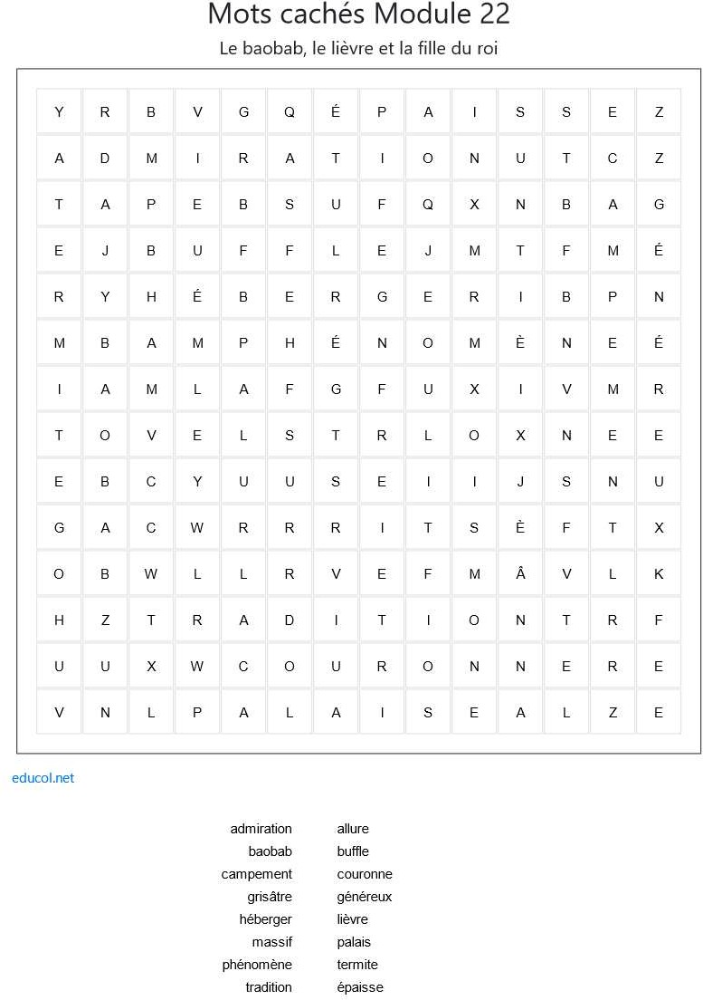 Mots cachés Module 22
Le baobab, le lièvre et la fille du roi
Y R B V G Q É P A I S S E Z
A D M I R A T I O N U T C Z
T A P E B S U F Q X N B A G
E J B U F F L E J M T F M É
R Y H É B E R G E R I B P N
M B A M P H É N O M È N E É
I A M L A F G F U X I V M R
T O V E L S T R L O X N E E
E B C Y U U S E I I J S N U
G A C W R R R I T S È F T X
O B W L L R V E F M Â V L K
H Z T R A D I T I O N T R F
U U X W C O U R O N N E R E
V N L P A L A I S E A L Z E
educol.net
admiration allure
baobab buffle
campement couronne
grisâtre généreux
héberger lièvre
massif palais
phénomène termite
tradition épaisse